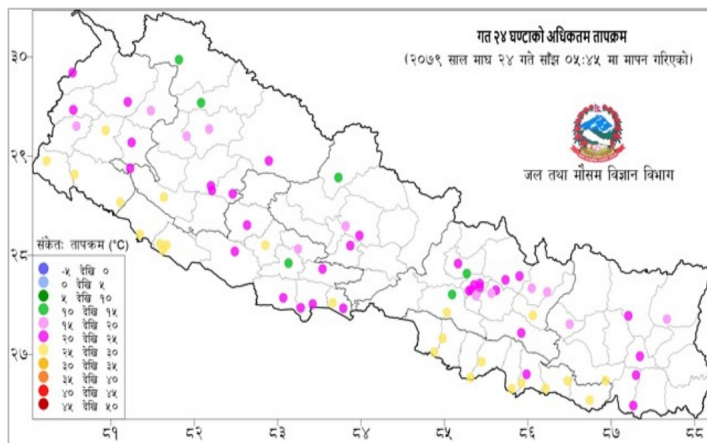 गत २४ घण्टाको अधिकतम तापक्रम
(२०७९ साल माघ २४ गते साँझ ०५:४५ मा मापन गरिएको)
जल तथा मौसम विज्ञान विभाग
३०
२९
२८
२७
संकेतः तापक्रम (°C)
-५ देखि ०
० देखि ५
५ देखि १०
१० देखि १५
१५ देखि २०
२० देखि २५
२५ देखि ३०
३० देखि ३५
३५ देखि ४०
४० देखि ४५
४५ देखि ५०
८१ ८२ ८३ ८४ ८५ ८६ ८७ ८८